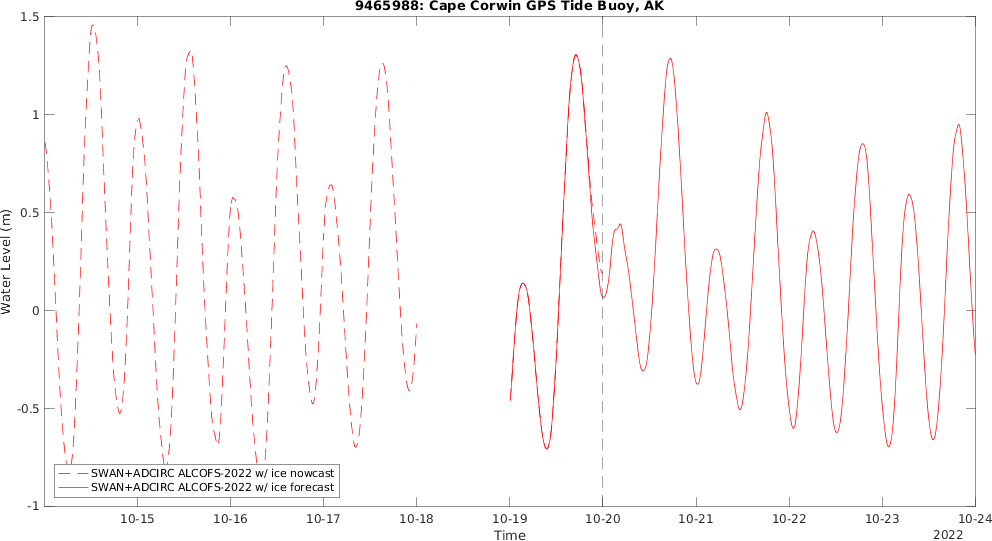 9465988: Cape Corwin GPS Tide Buoy, AK
1.5
1
0.5
0
-0.5
-1
Water Level (m)
SWAN+ADCIRC ALCOFS-2022 w/ ice nowcast
SWAN+ADCIRC ALCOFS-2022 w/ ice forecast
10-15 10-16 10-17 10-18 10-19 10-20 10-21 10-22 10-23 10-24
Time
2022